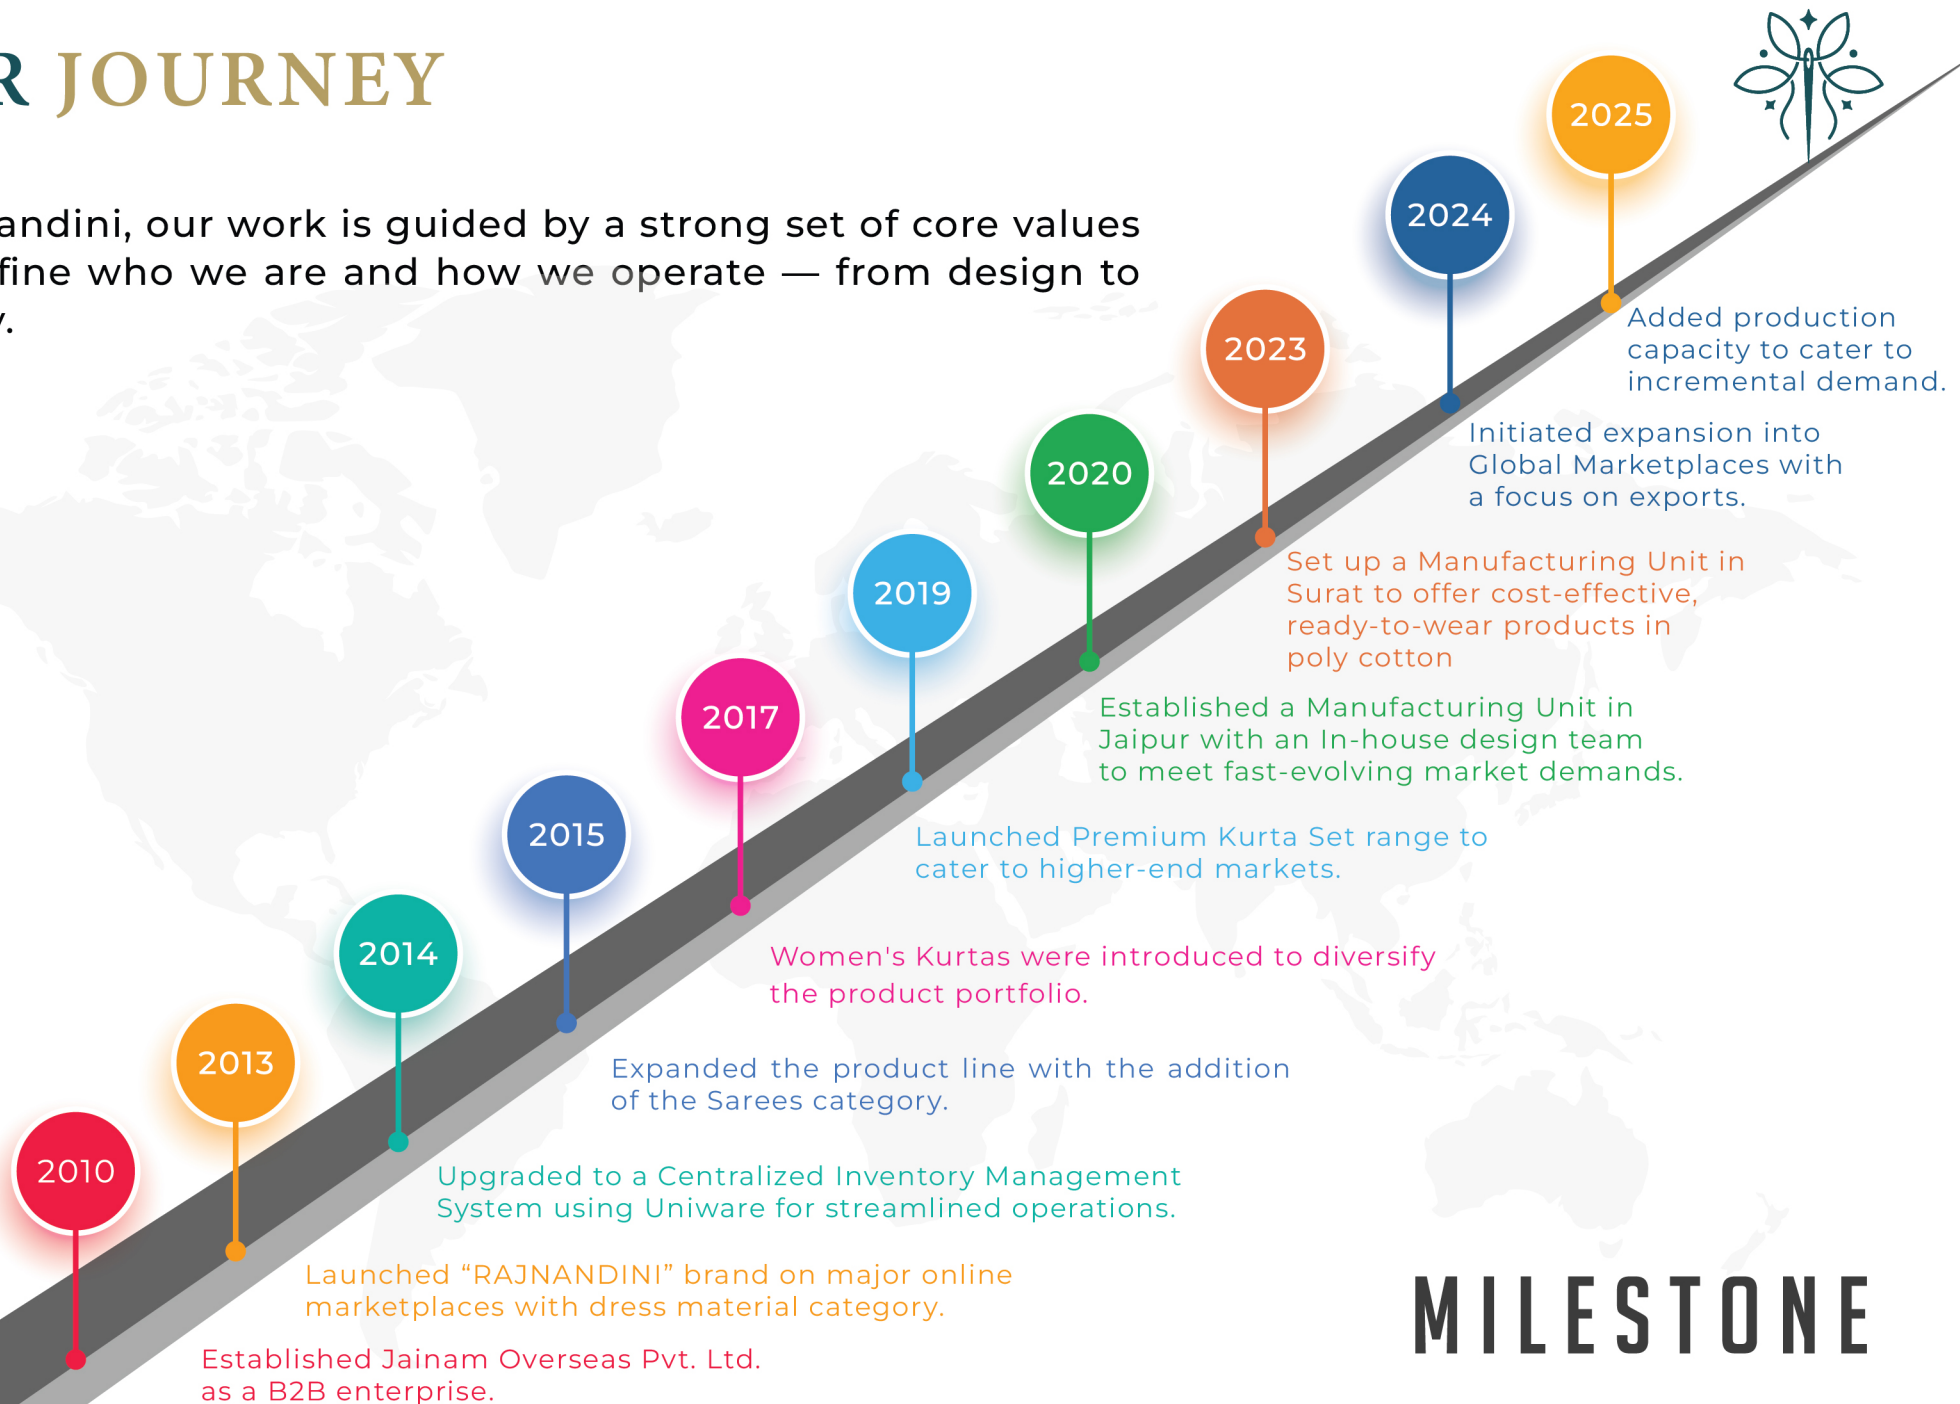 R JOURNEY
andini, our work is guided by a strong set of core values
fine who we are and how we operate — from design to
y.
2025
Added production
capacity to cater to
incremental demand.
2024
Initiated expansion into
Global Marketplaces with
a focus on exports.
2023
Set up a Manufacturing Unit in
Surat to offer cost-effective,
ready-to-wear products in
poly cotton
2020
Established a Manufacturing Unit in
Jaipur with an In-house design team
to meet fast-evolving market demands.
2019
Launched Premium Kurta Set range to
cater to higher-end markets.
2017
Women's Kurtas were introduced to diversify
the product portfolio.
2015
Expanded the product line with the addition
of the Sarees category.
2014
Upgraded to a Centralized Inventory Management
System using Uniware for streamlined operations.
2013
Launched “RAJNANDINI” brand on major online
marketplaces with dress material category.
2010
Established Jainam Overseas Pvt. Ltd.
as a B2B enterprise.
MILESTONE